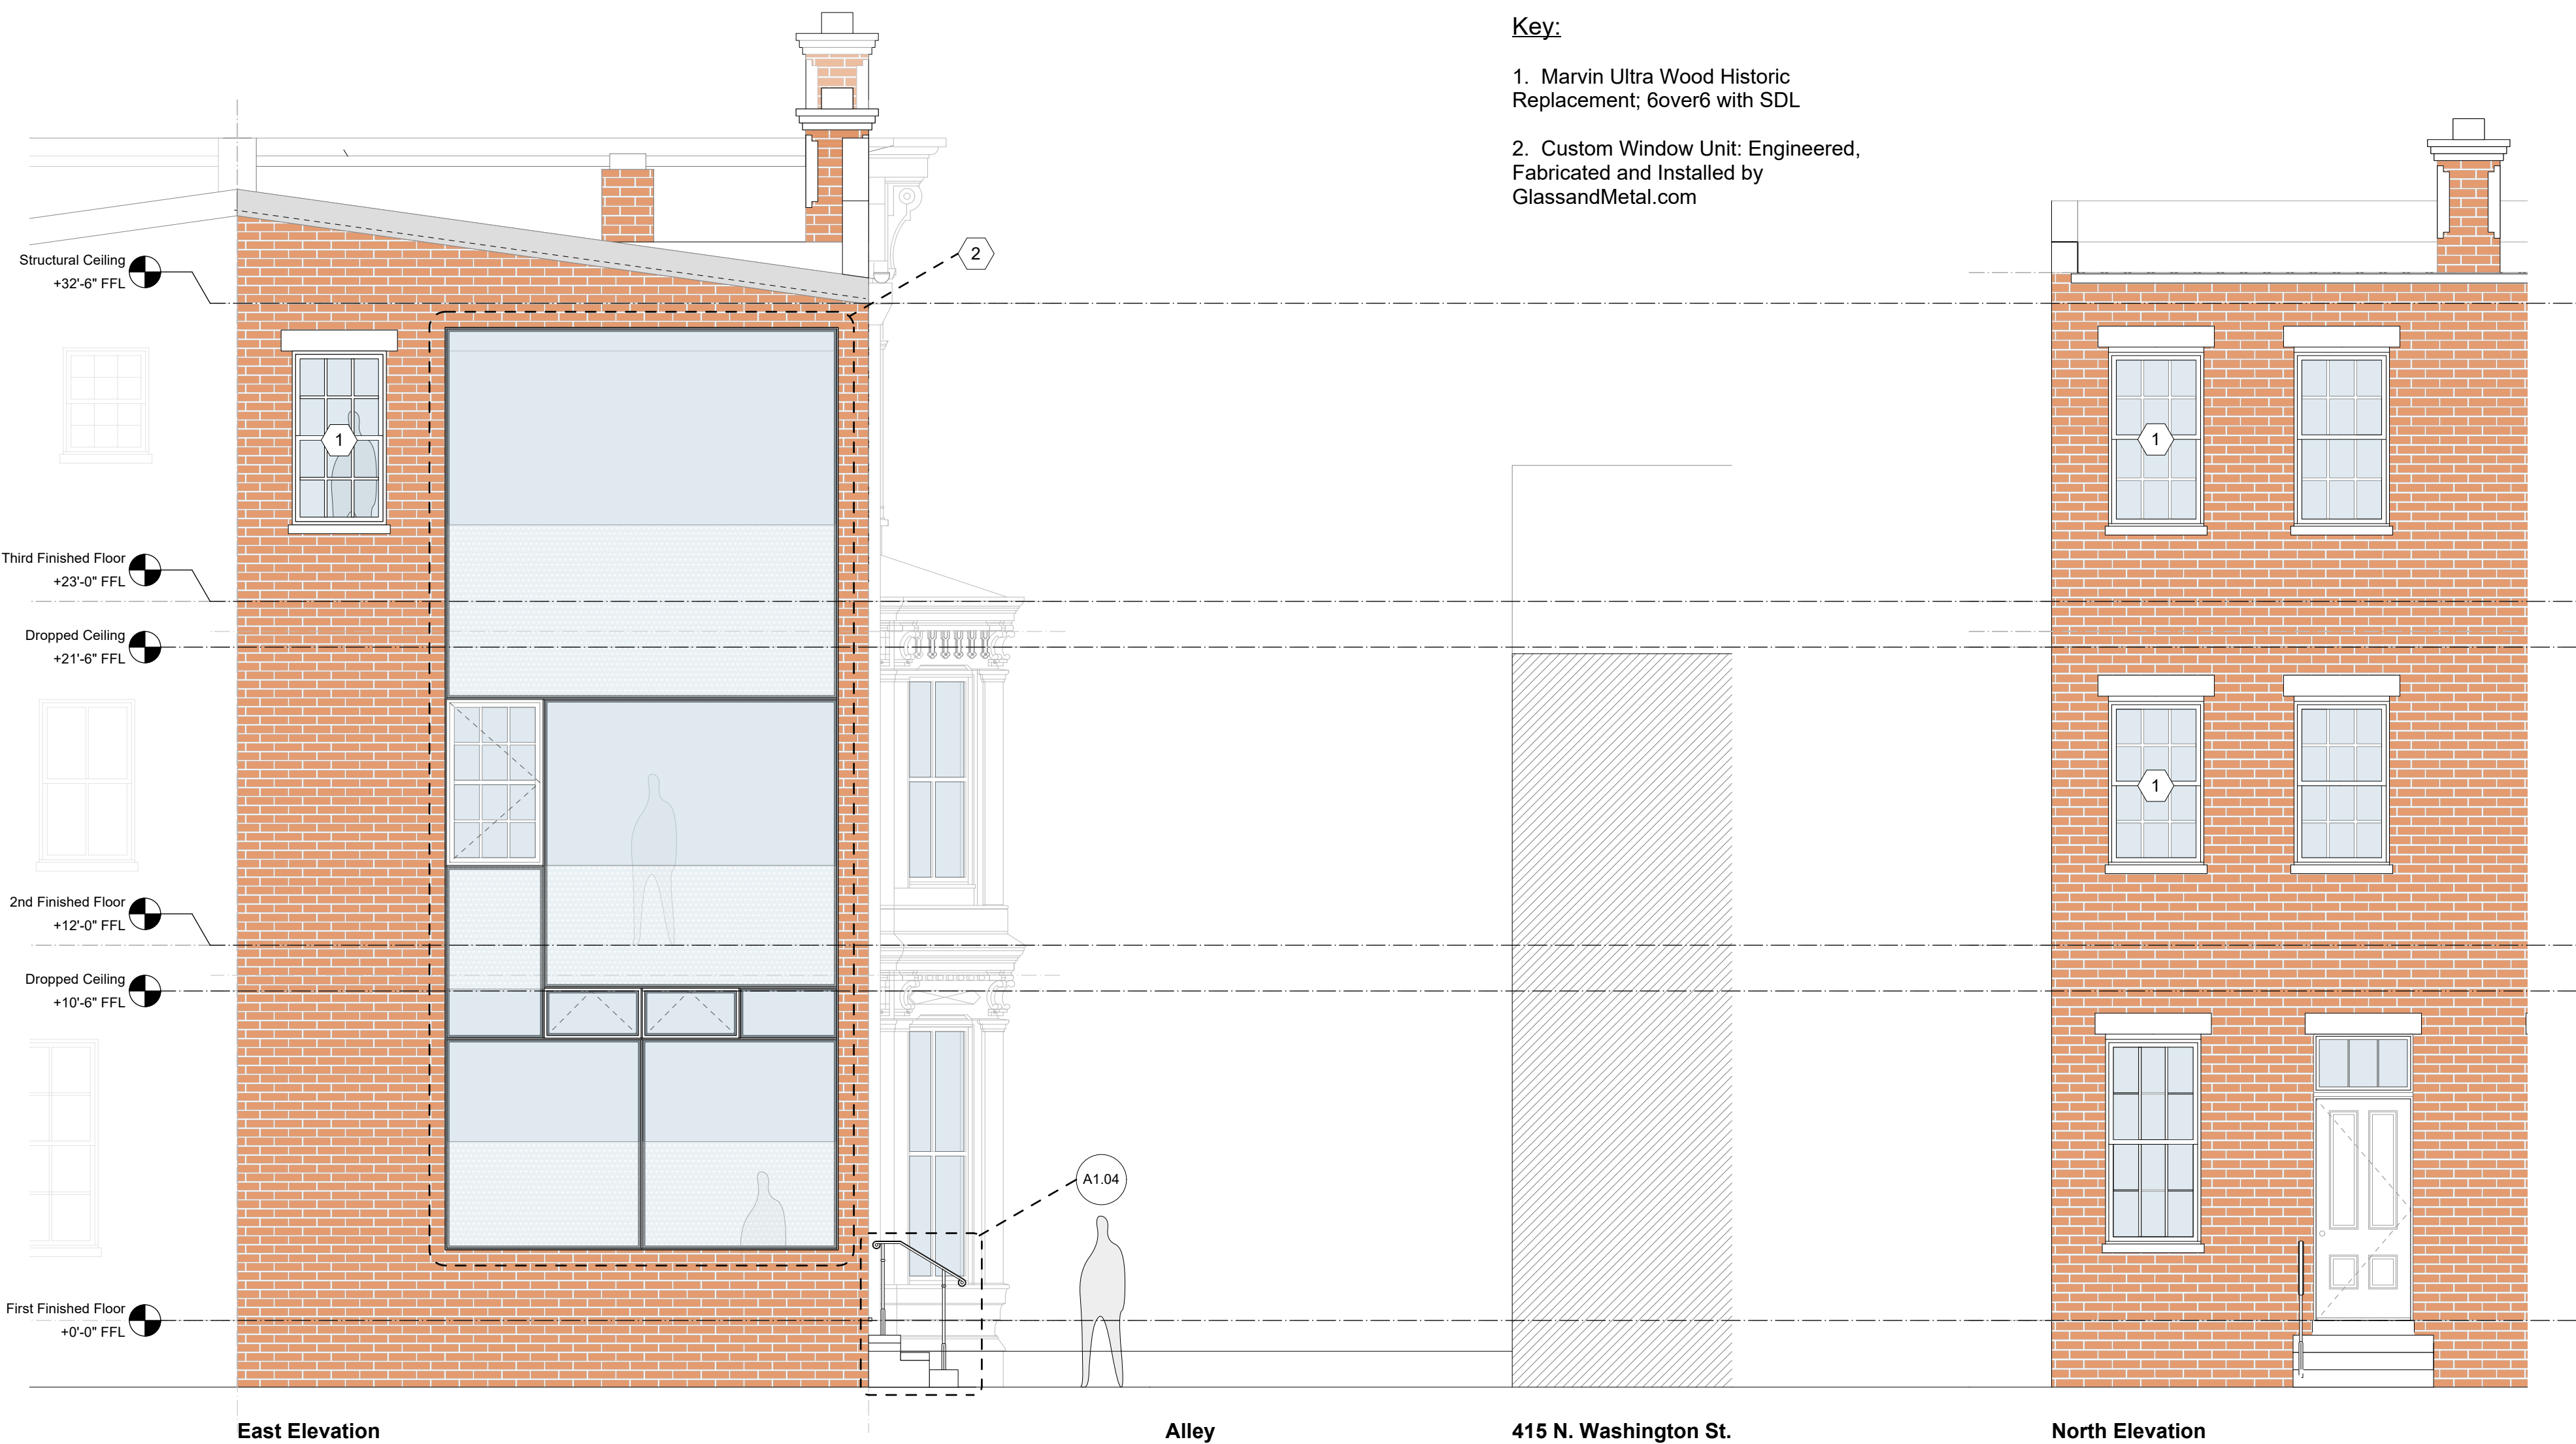 Key:
1. Marvin Ultra Wood Historic
Replacement; 6over6 with SDL
2. Custom Window Unit: Engineered,
Fabricated and Installed by
GlassandMetal.com
2
Structural Ceiling
+32'-6" FFL
1
1
Third Finished Floor
+23'-0" FFL
Dropped Ceiling
+21'-6" FFL
1
2nd Finished Floor
+12'-0" FFL
Dropped Ceiling
+10'-6" FFL
A1.04
First Finished Floor
+0'-0" FFL
East Elevation
Alley
415 N. Washington St.
North Elevation